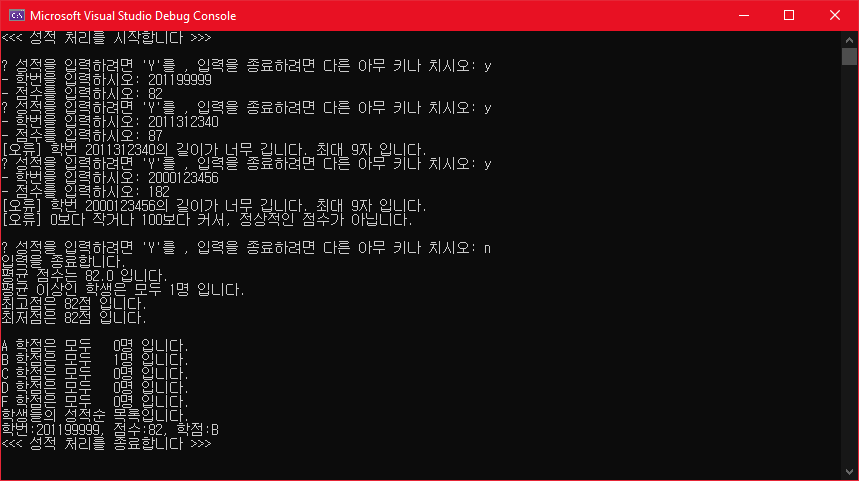 Microsoft Visual Studio Debug Console
<<< 성적 처리를 시작합니다 >>>
? 성적을 입력하려면 'Y'를 , 입력을 종료하려면 다른 아무 키나 치시오: y
- 학번을 입력하시오: 201199999
- 점수를 입력하시오: 82
? 성적을 입력하려면 'Y'를 , 입력을 종료하려면 다른 아무 키나 치시오: y
- 학번을 입력하시오: 2011312340
- 점수를 입력하시오: 87
[오류] 학번 2011312340의 길이가 너무 깁니다. 최대 9자 입니다.
? 성적을 입력하려면 'Y'를 , 입력을 종료하려면 다른 아무 키나 치시오: y
- 학번을 입력하시오: 2000123456
- 점수를 입력하시오: 182
[오류] 학번 2000123456의 길이가 너무 깁니다. 최대 9자 입니다.
[오류] 0보다 작거나 100보다 커서, 정상적인 점수가 아닙니다.
? 성적을 입력하려면 'Y'를 , 입력을 종료하려면 다른 아무 키나 치시오: n
입력을 종료합니다.
평균 점수는 82.0 입니다.
평균 이상인 학생은 모두 1명 입니다.
최고점은 82점 입니다.
최저점은 82점 입니다.
A 학점은 모두   0명 입니다.
B 학점은 모두   1명 입니다.
C 학점은 모두   0명 입니다.
D 학점은 모두   0명 입니다.
F 학점은 모두   0명 입니다.
학생들의 성적순 목록입니다.
학번:201199999, 점수:82, 학점:B
<<< 성적 처리를 종료합니다 >>>